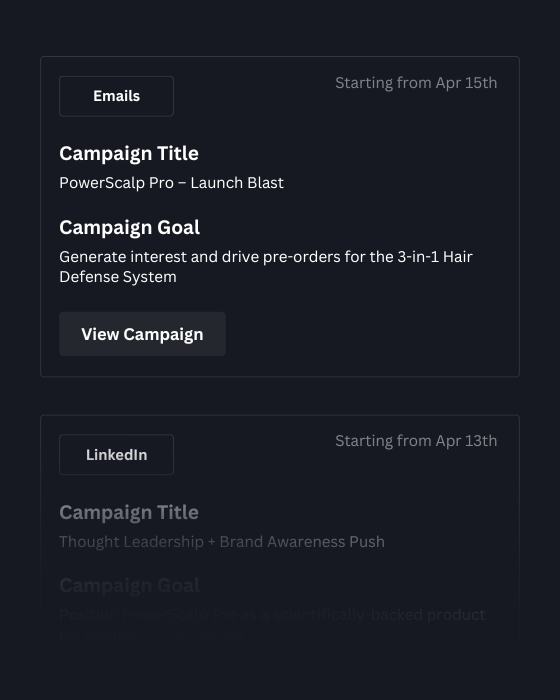 Emails
Starting from Apr 15th
Campaign Title
PowerScalp Pro – Launch Blast
Campaign Goal
Generate interest and drive pre-orders for the 3-in-1 Hair
Defense System
View Campaign
LinkedIn
Starting from Apr 13th
Campaign Title
Thought Leadership + Brand Awareness Push
Campaign Goal
Position PowerScalp Pro as a scientifically-backed product